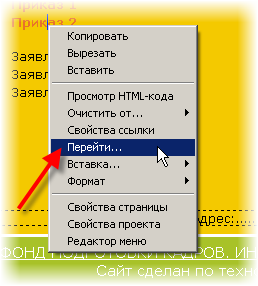 Приказ 1
Приказ 2
Заявл
Заявл
Заявл
Копировать
Вырезать
Вставить
Просмотр HTML-кода
Очистить от...
Свойства ссылки
Перейти...
Вставка...
Формат
Свойства страницы
Свойства проекта
Редактор меню
дрес:.....
ФОНД ПОДГОТОВКИ КАДРОВ. ИН
Сайт сделан по техн